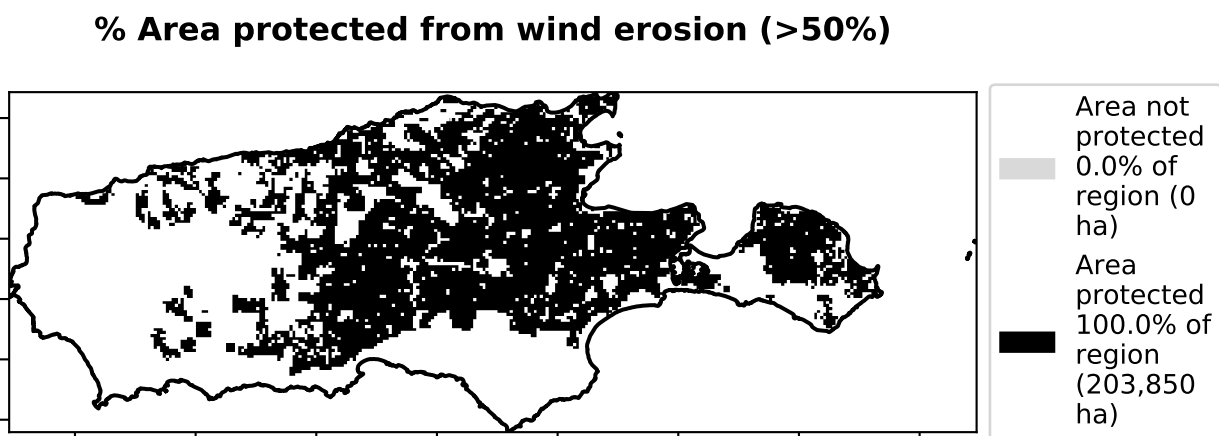 % Area protected from wind erosion (>50%)
Area not
protected
0.0% of
region (0
ha)
Area
protected
100.0% of
region
(203,850
ha)